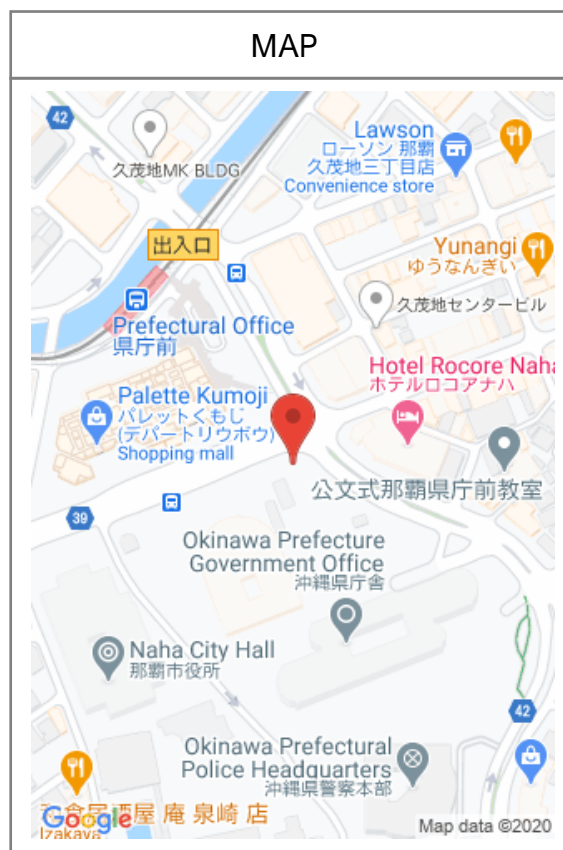 MAP
42
久茂地MK BLDG
Lawson
ローソン 那覇
久茂地三丁目店
Convenience store
出入口
Yunangi
ゆうなんぎい
久茂地センタービル
Prefectural Office
県庁前
Hotel Rocore Naha
ホテルロコアナハ
Palette Kumoji
パレットくもじ
(デパートリウボウ)
Shopping mall
公文式那覇県庁前教室
39
Okinawa Prefecture
Government Office
沖縄県庁舎
Naha City Hall
那覇市役所
42
Okinawa Prefectural
Police Headquarters
沖縄県警察本部
屋 庵 泉崎 店
Izakaya
Google
Map data ©2020